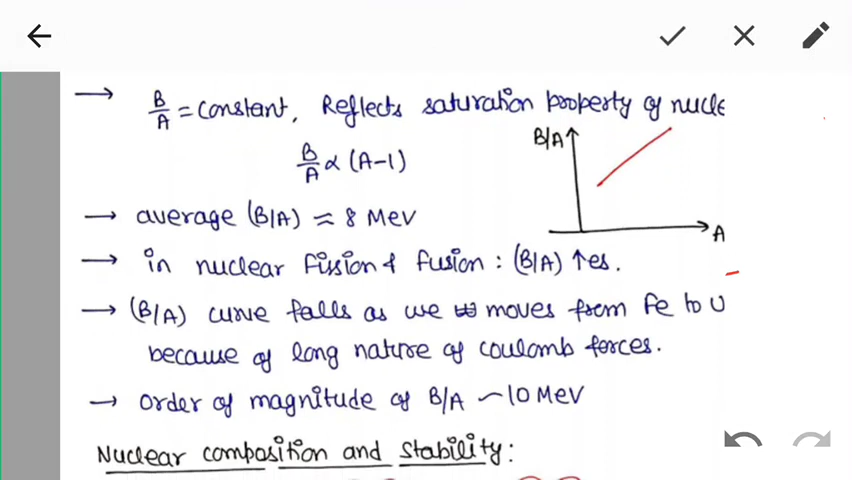 → B/A = constant, Reflects saturation property of nucle
B/A ∝ (A-1)
B/A
A
→ average (B/A) ≈ 8 MeV
→ in nuclear fission & fusion : (B/A) ↑es.
→ (B/A) curve falls as we moves from Fe to U
because of long nature of coulomb forces.
→ order of magnitude of B/A ~10 MeV
Nuclear composition and stability: